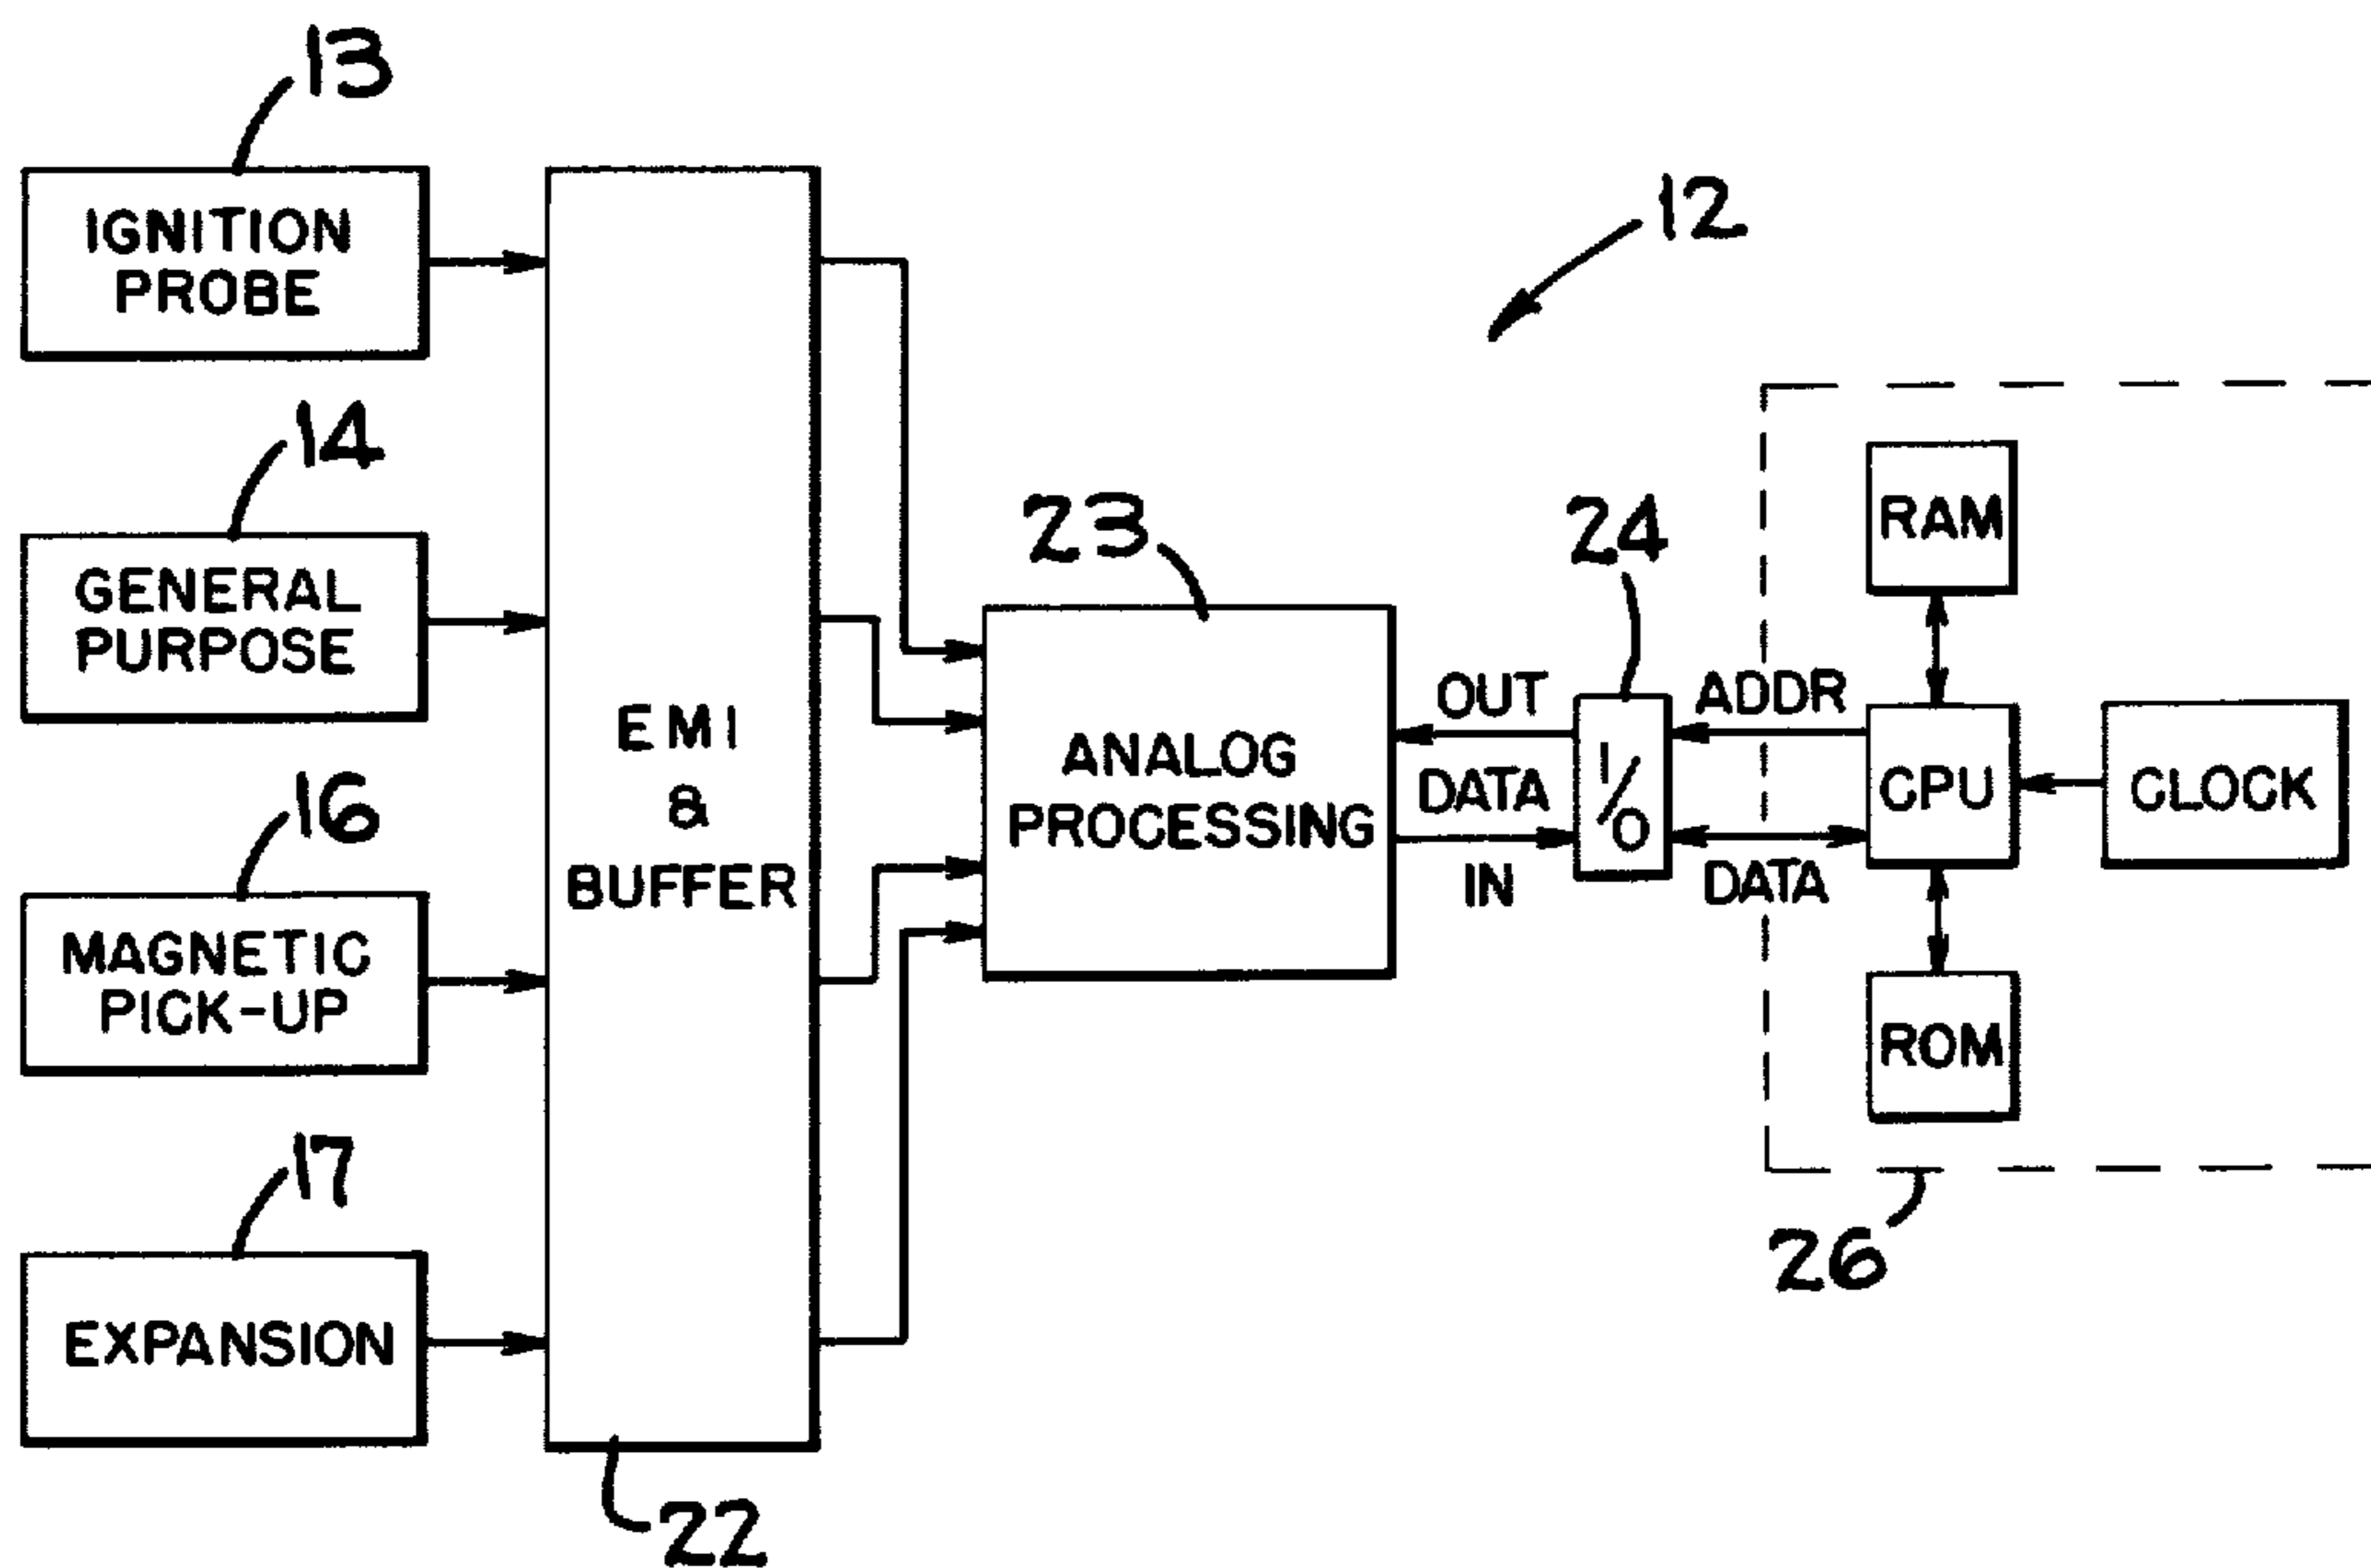 13
IGNITION
PROBE
14
GENERAL
PURPOSE
16
MAGNETIC
PICK-UP
17
EXPANSION
EMI
&
BUFFER
22
12
23
ANALOG
PROCESSING
OUT
DATA
IN
24
I/O
ADDR
DATA
RAM
CPU
CLOCK
ROM
26